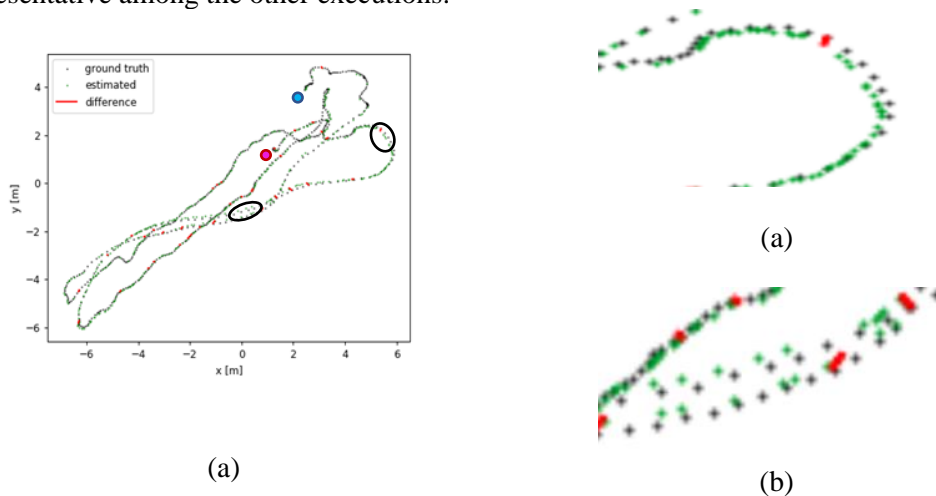 esentative among the other executions.
ground truth
estimated
difference
4
2
0
−2
−4
−6
y [m]
−6
−4
−2
0
2
4
6
x [m]
(a)
(a)
(b)